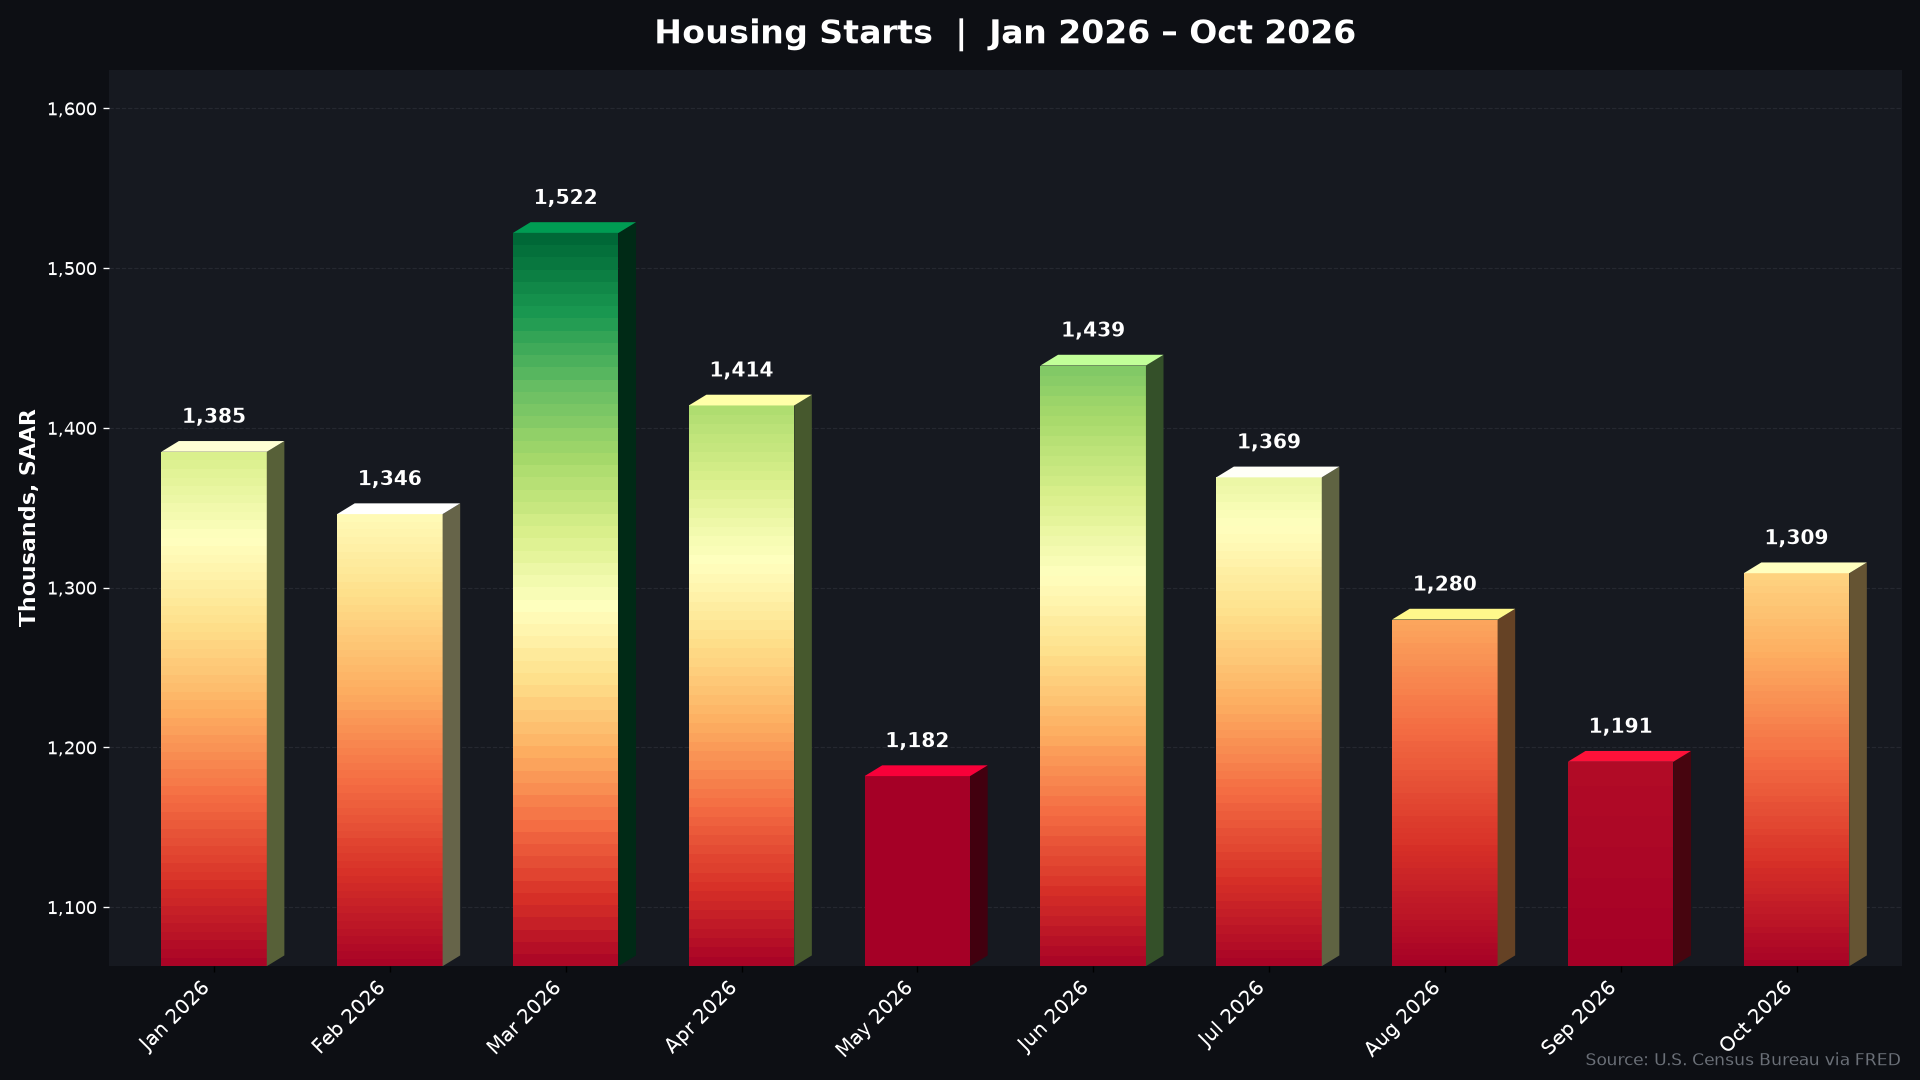 Housing Starts | Jan 2026 – Oct 2026
Thousands, SAAR
1,600
1,500
1,400
1,300
1,200
1,100
1,385
1,346
1,522
1,414
1,182
1,439
1,369
1,280
1,191
1,309
Jan 2026
Feb 2026
Mar 2026
Apr 2026
May 2026
Jun 2026
Jul 2026
Aug 2026
Sep 2026
Oct 2026
Source: U.S. Census Bureau via FRED